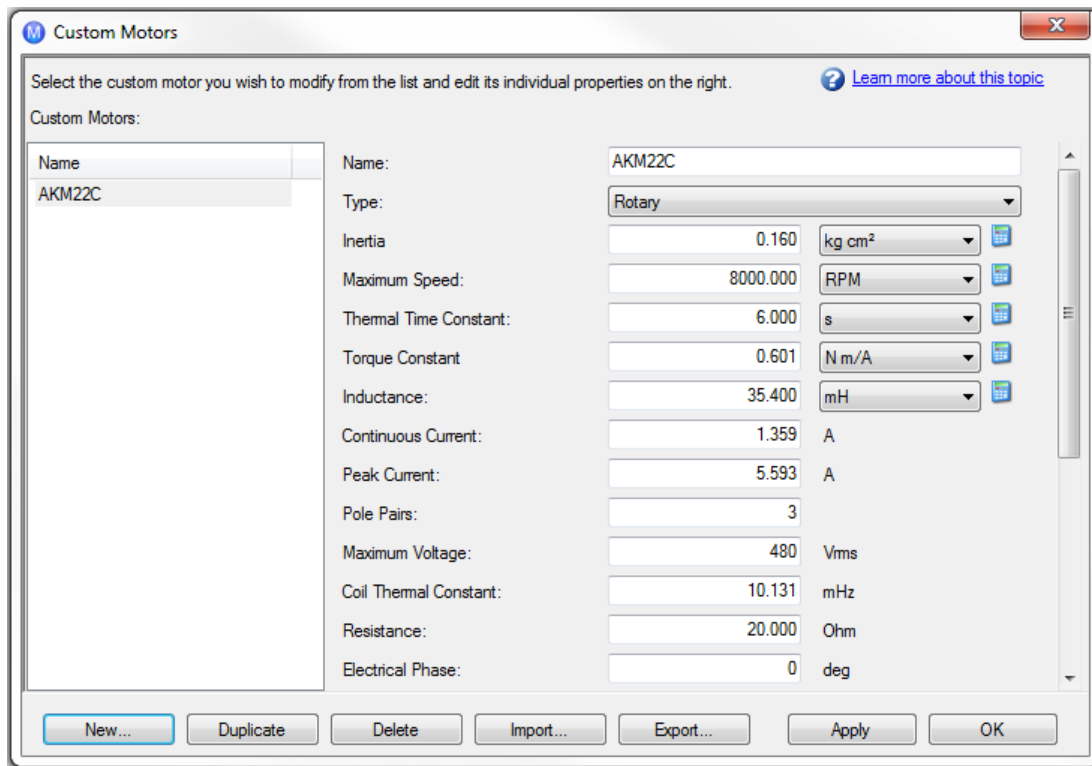 M Custom Motors
Select the custom motor you wish to modify from the list and edit its individual properties on the right.
? Learn more about this topic
Custom Motors:
Name
AKM22C
Name: AKM22C
Type: Rotary
Inertia 0.160 kg cm²
Maximum Speed: 8000.000 RPM
Thermal Time Constant: 6.000 s
Torque Constant 0.601 N m/A
Inductance: 35.400 mH
Continuous Current: 1.359 A
Peak Current: 5.593 A
Pole Pairs: 3
Maximum Voltage: 480 Vrms
Coil Thermal Constant: 10.131 mHz
Resistance: 20.000 Ohm
Electrical Phase: 0 deg
New... Duplicate Delete Import... Export... Apply OK